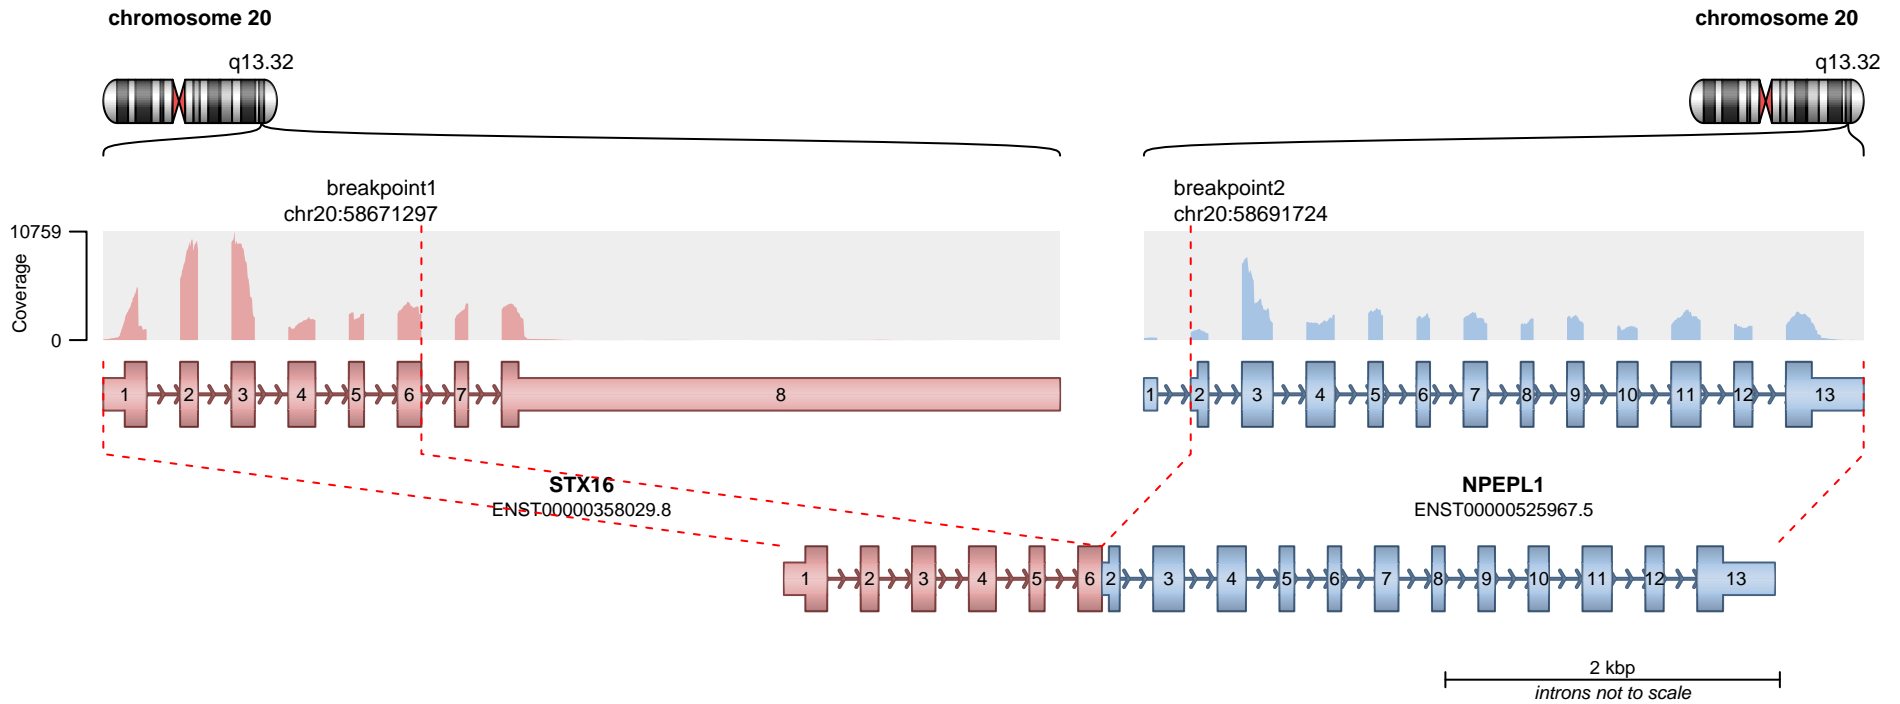 chromosome 20
chromosome 20
q13.32
q13.32
breakpoint1
chr20:58671297
breakpoint2
chr20:58691724
10759
Coverage
0
1 2 3 4 5 6 7 8
1 2 3 4 5 6 7 8 9 10 11 12 13
STX16
ENST00000358029.8
NPEPL1
ENST00000525967.5
1 2 3 4 5 6 2 3 4 5 6 7 8 9 10 11 12 13
2 kbp
introns not to scale